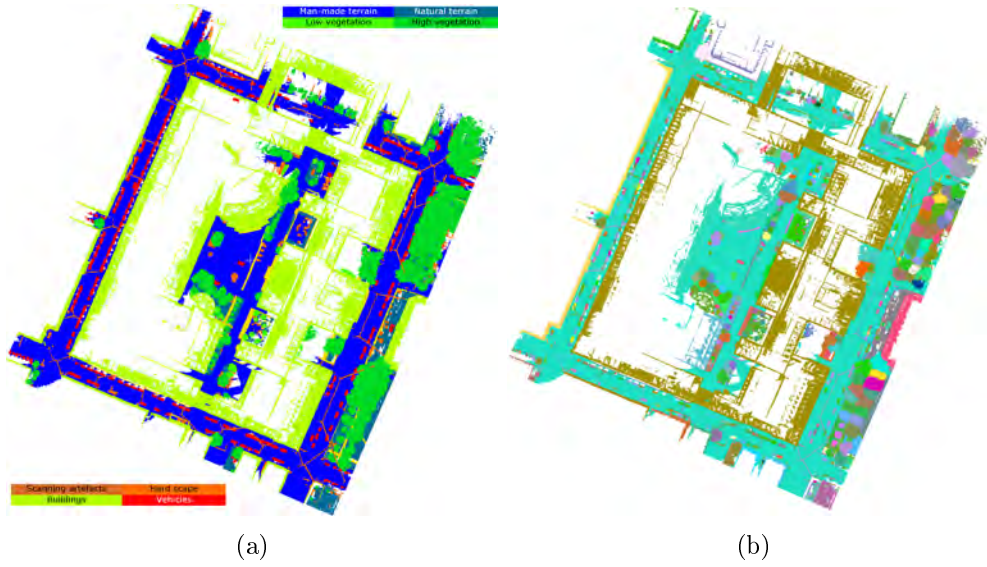 Man-made terrain Natural terrain
Low vegetation High vegetation
Scanning artefacts Hard scape
Buildings Vehicles
(a) (b)